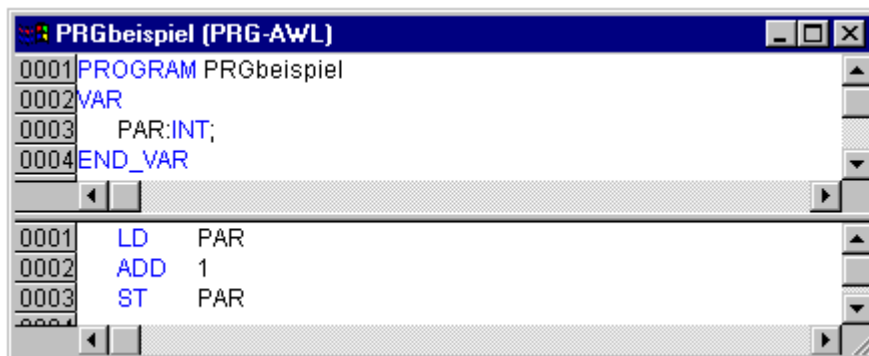 PRGbeispiel (PRG-AWL)
0001 PROGRAM PRGbeispiel
0002 VAR
0003 PAR:INT;
0004 END_VAR
0001 LD PAR
0002 ADD 1
0003 ST PAR
0004